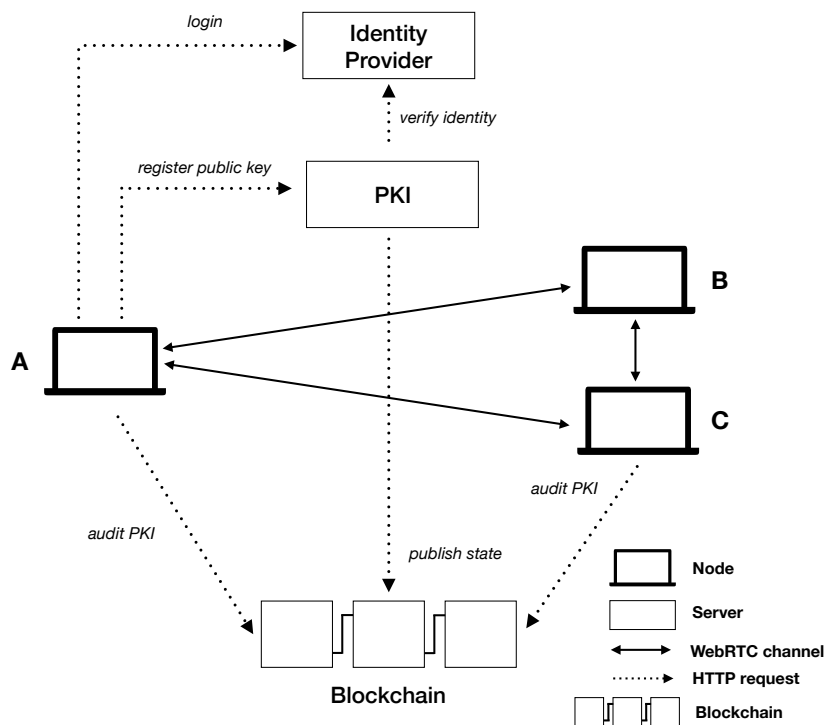 login
Identity
Provider
verify identity
register public key
PKI
B
A
C
audit PKI
audit PKI
publish state
Node
Server
WebRTC channel
HTTP request
Blockchain
Blockchain